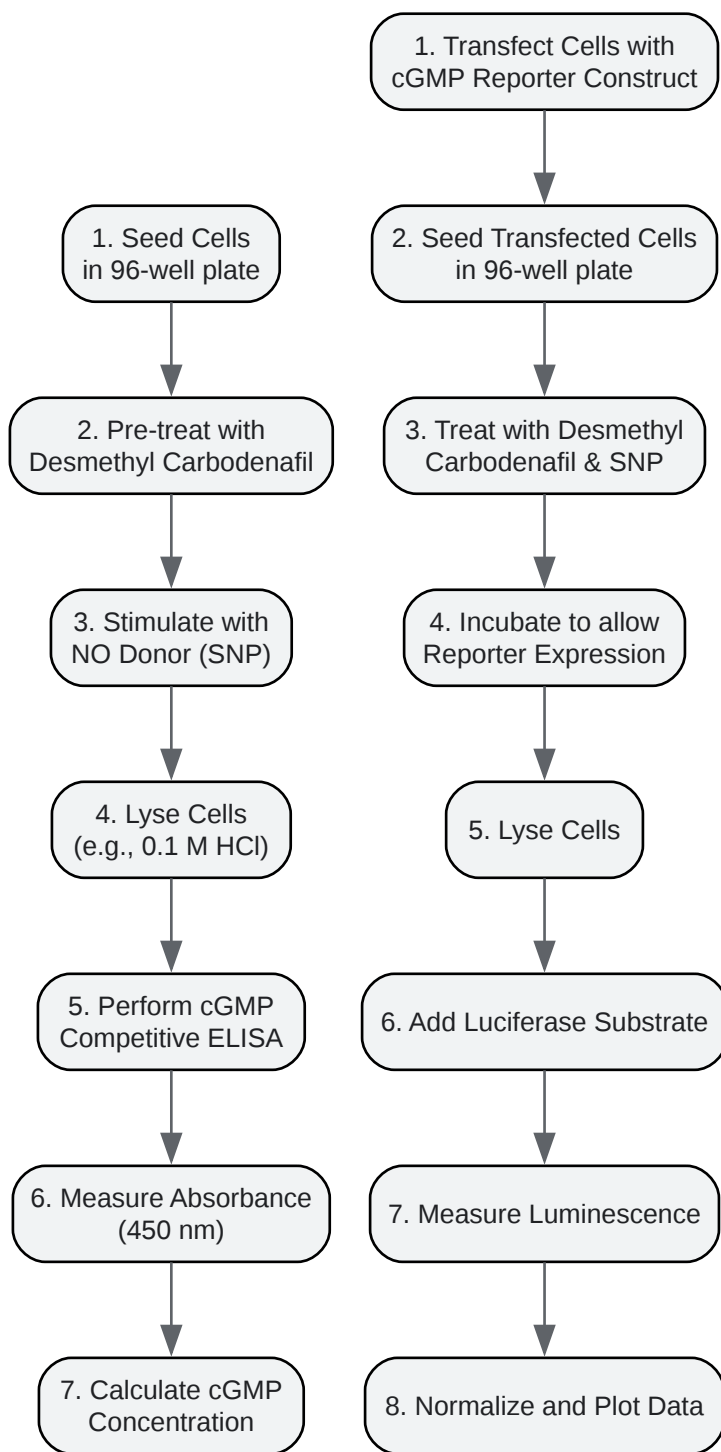 1. Seed Cells
in 96-well plate
2. Pre-treat with
Desmethyl Carbodenafil
3. Stimulate with
NO Donor (SNP)
4. Lyse Cells
(e.g., 0.1 M HCl)
5. Perform cGMP
Competitive ELISA
6. Measure Absorbance
(450 nm)
7. Calculate cGMP
Concentration
1. Transfect Cells with
cGMP Reporter Construct
2. Seed Transfected Cells
in 96-well plate
3. Treat with Desmethyl
Carbodenafil & SNP
4. Incubate to allow
Reporter Expression
5. Lyse Cells
6. Add Luciferase Substrate
7. Measure Luminescence
8. Normalize and Plot Data